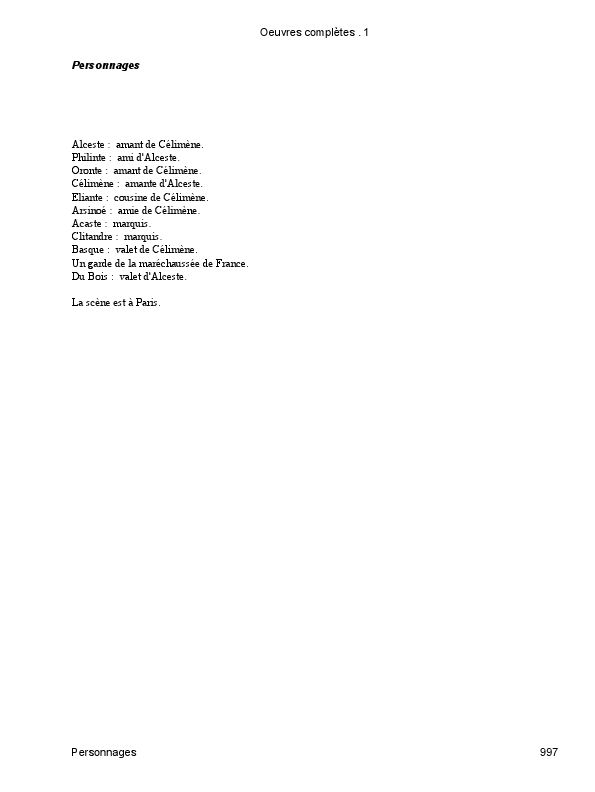 Oeuvres complètes . 1
Personnages
Alceste : amant de Célimène.
Philinte : ami d'Alceste.
Oronte : amant de Célimène.
Célimène : amante d'Alceste.
Eliante : cousine de Célimène.
Arsinoé : amie de Célimène.
Acaste : marquis.
Clitandre : marquis.
Basque : valet de Célimène.
Un garde de la maréchaussée de France.
Du Bois : valet d'Alceste.
La scène est à Paris.
Personnages 997